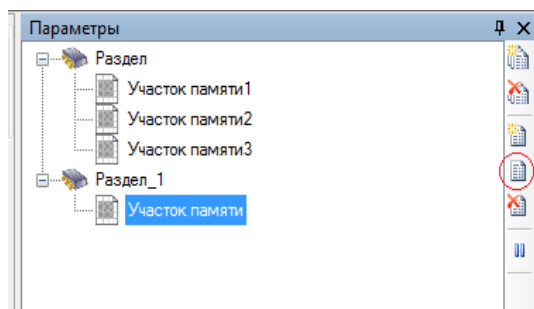 Параметры
Раздел
Участок памяти1
Участок памяти2
Участок памяти3
Раздел_1
Участок памяти